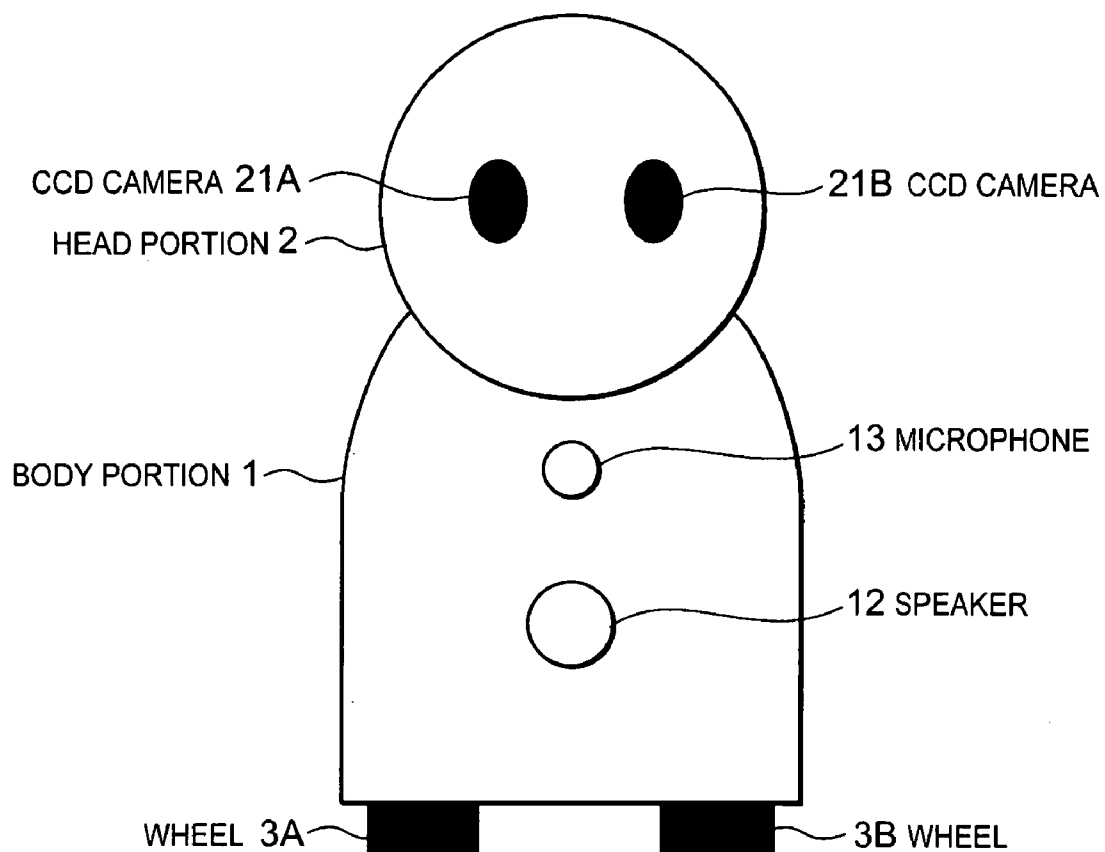 CCD CAMERA 21A
21B CCD CAMERA
HEAD PORTION 2
13 MICROPHONE
BODY PORTION 1
12 SPEAKER
WHEEL 3A
3B WHEEL